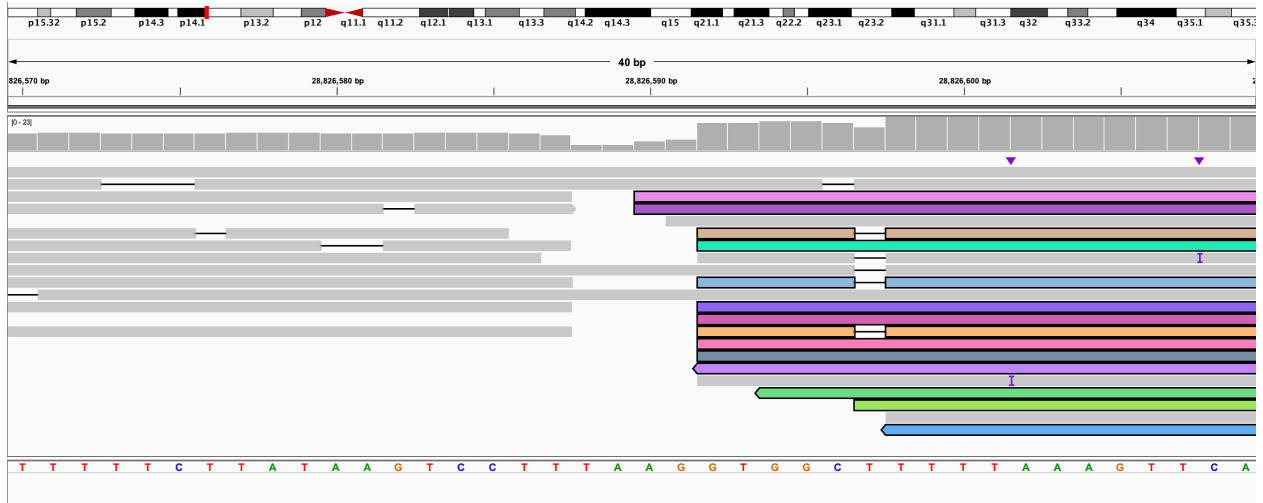 p15.32 p15.2 p14.3 p14.1 p13.2 p12 q11.1 q11.2 q12.1 q13.1 q13.3 q14.2 q14.3 q15 q21.1 q21.3 q22.2 q23.1 q23.2 q31.1 q31.3 q32 q33.2 q34 q35.1 q35.3
40 bp
826,570 bp 28,826,580 bp 28,826,590 bp 28,826,600 bp 2
[0 - 23]
I
I
T T T T T C T T A T A A G T C C T T T A A G G T G G C T T T T T A A A G T T C A